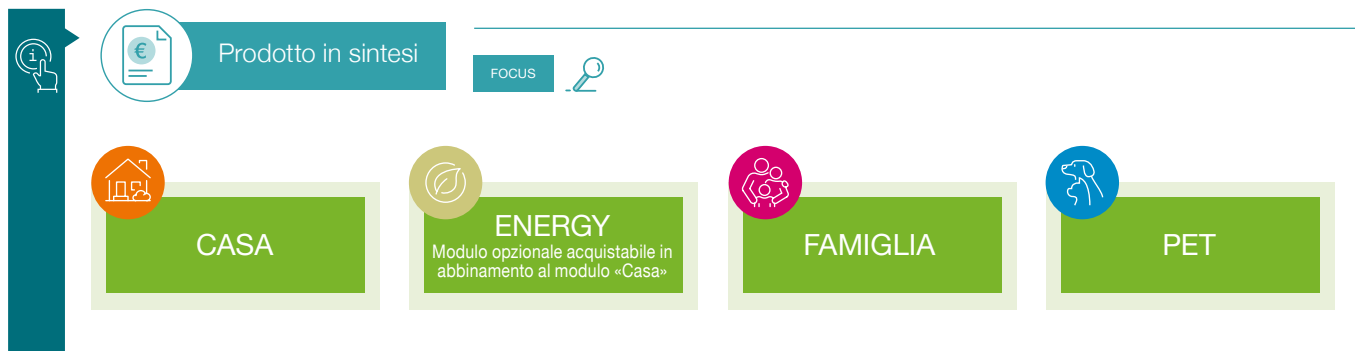 Prodotto in sintesi
FOCUS
CASA
ENERGY
Modulo opzionale acquistabile in
abbinamento al modulo «Casa»
FAMIGLIA
PET